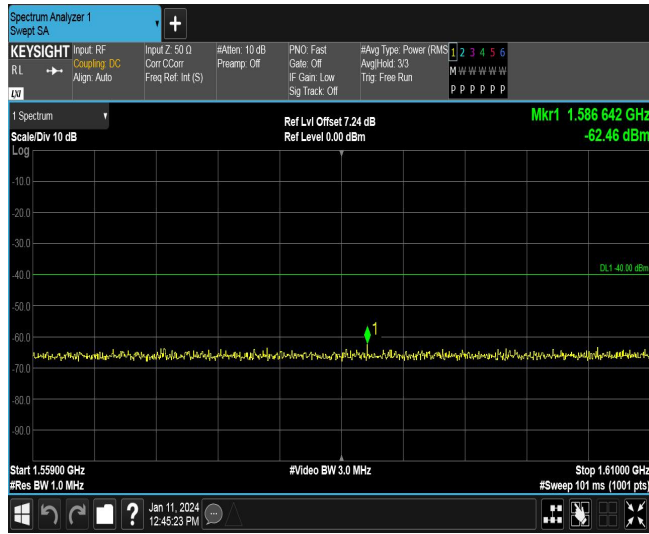 Spectrum Analyzer 1
Swept SA
+
KEYSIGHT
RL
LXI
Input: RF
Coupling: DC
Align: Auto
Input Z: 50 Ω
Corr CCorr
Freq Ref: Int (S)
#Atten: 10 dB
Preamp: Off
PNO: Fast
Gate: Off
IF Gain: Low
Sig Track: Off
#Avg Type: Power (RMS
Avg|Hold: 3/3
Trig: Free Run
1 2 3 4 5 6
M W W W W W
P P P P P P
1 Spectrum
Scale/Div 10 dB
Log
Ref Lvl Offset 7.24 dB
Ref Level 0.00 dBm
Mkr1 1.586 642 GHz
-62.46 dBm
-10.0
-20.0
-30.0
-40.0
DL1 -40.00 dBm
-50.0
1
-60.0
-70.0
-80.0
-90.0
Start 1.55900 GHz
#Res BW 1.0 MHz
#Video BW 3.0 MHz
Stop 1.61000 GHz
#Sweep 101 ms (1001 pts)
?
Jan 11, 2024
12:45:23 PM